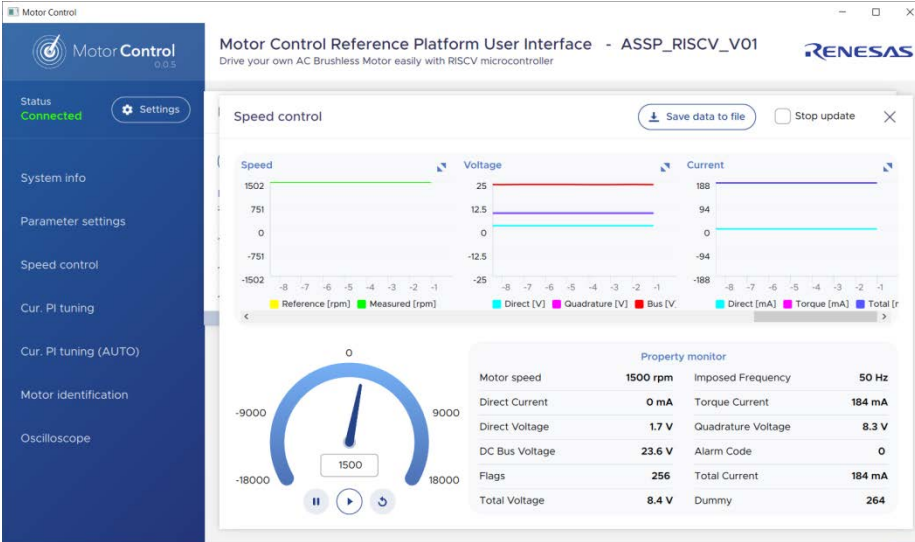 Motor Control
Motor Control
0.0.5
Motor Control Reference Platform User Interface - ASSP_RISCV_V01
Drive your own AC Brushless Motor easily with RISCV microcontroller
RENESAS
Status
Connected
Settings
System info
Parameter settings
Speed control
Cur. PI tuning
Cur. PI tuning (AUTO)
Motor identification
Oscilloscope
Speed control
Save data to file
Stop update
Speed
1502
751
0
-751
-1502
-8 -7 -6 -5 -4 -3 -2 -1
Reference [rpm] Measured [rpm]
Voltage
25
12.5
0
-12.5
-25
-8 -7 -6 -5 -4 -3 -2 -1
Direct [V] Quadrature [V] Bus [V
Current
188
94
0
-94
-188
-8 -7 -6 -5 -4 -3 -2 -1
Direct [mA] Torque [mA] Total [r
0
-9000 9000
-18000 18000
1500
Property monitor
Motor speed 1500 rpm Imposed Frequency 50 Hz
Direct Current 0 mA Torque Current 184 mA
Direct Voltage 1.7 V Quadrature Voltage 8.3 V
DC Bus Voltage 23.6 V Alarm Code 0
Flags 256 Total Current 184 mA
Total Voltage 8.4 V Dummy 264